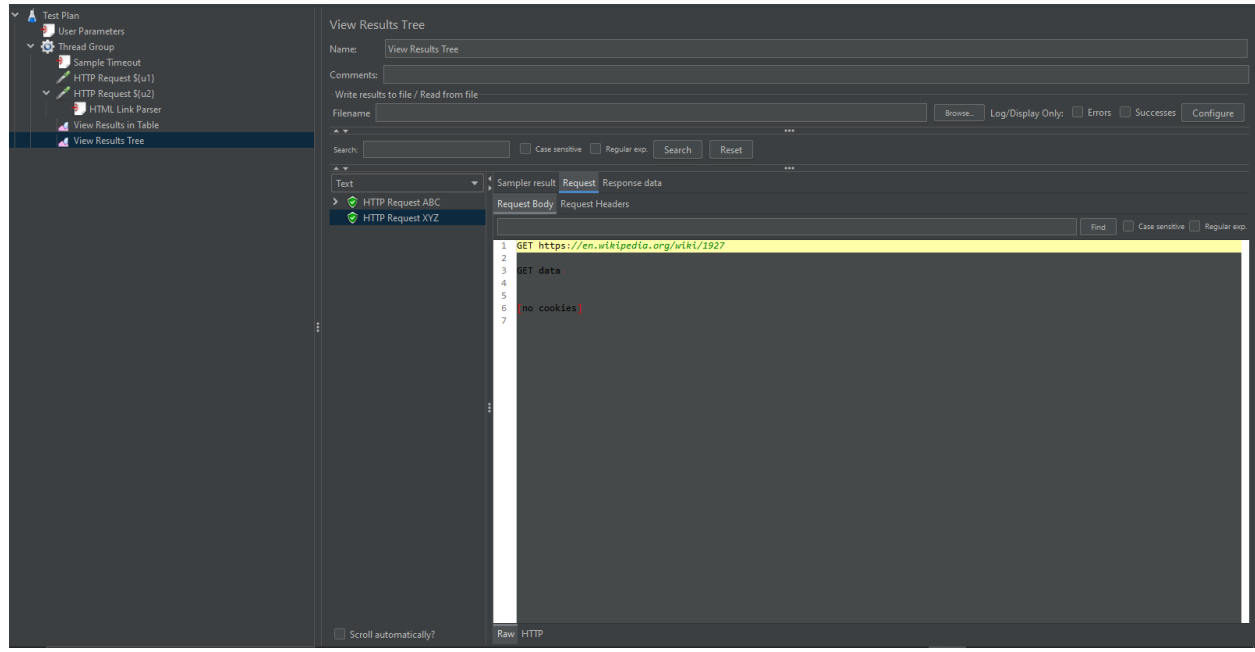 Test Plan
User Parameters
Thread Group
Sample Timeout
HTTP Request ${u1}
HTTP Request ${u2}
HTML Link Parser
View Results in Table
View Results Tree
View Results Tree
Name: View Results Tree
Comments:
Write results to file / Read from file
Filename Browse... Log/Display Only: Errors Successes Configure
Search: Case sensitive Regular exp. Search Reset
Text
HTTP Request ABC
HTTP Request XYZ
Sampler result Request Response data
Request Body Request Headers
Find Case sensitive Regular exp.
1 GET https://en.wikipedia.org/wiki/1927
2
3 GET data
4
5
6 [no cookies]
7
Scroll automatically?
Raw HTTP